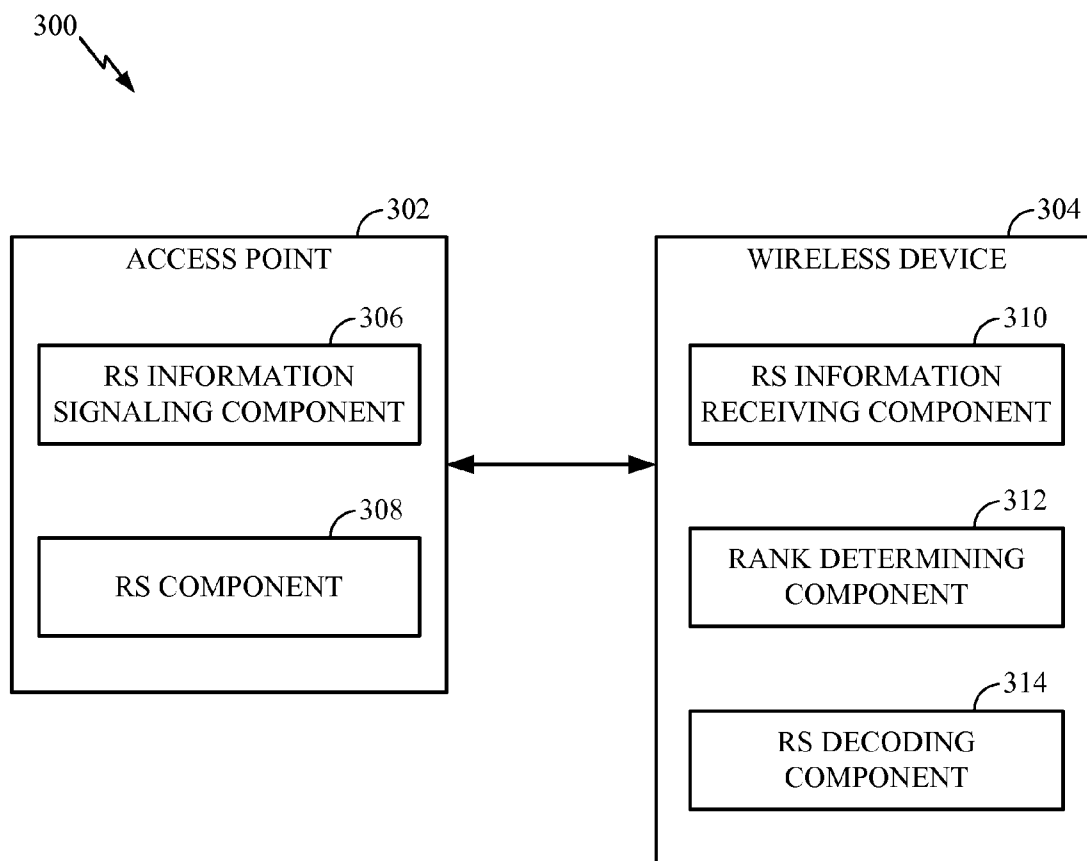 300
302
ACCESS POINT
306
RS INFORMATION
SIGNALING COMPONENT
308
RS COMPONENT
304
WIRELESS DEVICE
310
RS INFORMATION
RECEIVING COMPONENT
312
RANK DETERMINING
COMPONENT
314
RS DECODING
COMPONENT